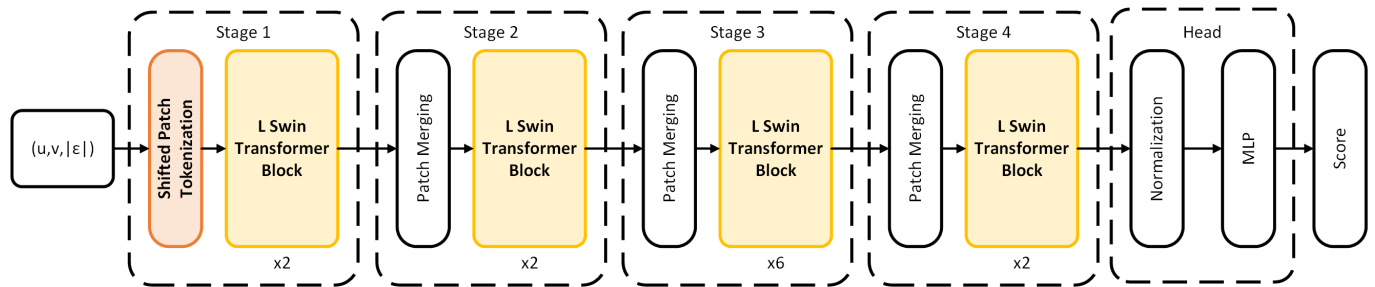 (u,v,|ε|)
Stage 1
Shifted Patch
Tokenization
L Swin
Transformer
Block
x2
Stage 2
Patch Merging
L Swin
Transformer
Block
x2
Stage 3
Patch Merging
L Swin
Transformer
Block
x6
Stage 4
Patch Merging
L Swin
Transformer
Block
x2
Head
Normalization
MLP
Score